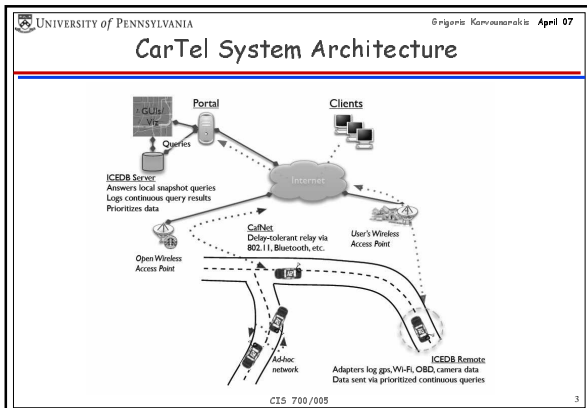 UNIVERSITY of PENNSYLVANIA
Grigoris Karvounarakis April 07
CarTel System Architecture
Portal
Clients
GUIs/
Viz
Queries
Internet
ICEDB Server
Answers local snapshot queries
Logs continuous query results
Prioritizes data
CafNet
Delay-tolerant relay via
802.11, Bluetooth, etc.
User's Wireless
Access Point
Open Wireless
Access Point
Ad-hoc
network
ICEDB Remote
Adapters log gps, Wi-Fi, OBD, camera data
Data sent via prioritized continuous queries
CIS 700/005
3